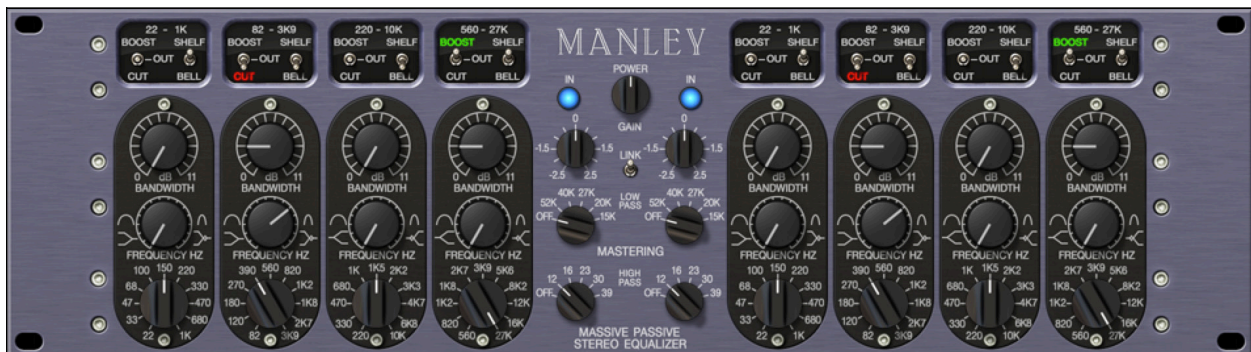 22 - 1K
BOOST SHELF
OUT
CUT BELL
82 - 3K9
BOOST SHELF
OUT
CUT BELL
220-10K
BOOST SHELF
OUT
CUT BELL
560-27K
BOOST SHELF
OUT
CUT BELL
MANLEY
POWER
IN IN
GAIN
0 0
-1.5 1.5 -1.5 1.5
LINK
-2.5 2.5 -2.5 2.5
40K 27K LOW PASS 40K 27K
52K 20K 52K 20K
OFF 15K OFF 15K
MASTERING
16 23 HIGH PASS 16 23
12 30 12 30
OFF 39 OFF 39
MASSIVE PASSIVE
STEREO EQUALIZER
22 - 1K
BOOST SHELF
OUT
CUT BELL
82 - 3K9
BOOST SHELF
OUT
CUT BELL
220-10K
BOOST SHELF
OUT
CUT BELL
560-27K
BOOST SHELF
OUT
CUT BELL
0 dB 11
BANDWIDTH
FREQUENCY HZ
100 150 220
68 330
47 470
33 680
22 1K
0 dB 11
BANDWIDTH
FREQUENCY HZ
390 560 820
270 1K2
180 1K8
120 2K7
82 3K9
0 dB 11
BANDWIDTH
FREQUENCY HZ
1K 1K5 2K2
680 3K3
470 4K7
330 6K8
220 10K
0 dB 11
BANDWIDTH
FREQUENCY HZ
2K7 3K9 5K6
1K8 8K2
1K2 12K
820 16K
560 27K
0 dB 11
BANDWIDTH
FREQUENCY HZ
100 150 220
68 330
47 470
33 680
22 1K
0 dB 11
BANDWIDTH
FREQUENCY HZ
390 560 820
270 1K2
180 1K8
120 2K7
82 3K9
0 dB 11
BANDWIDTH
FREQUENCY HZ
1K 1K5 2K2
680 3K3
470 4K7
330 6K8
220 10K
0 dB 11
BANDWIDTH
FREQUENCY HZ
2K7 3K9 5K6
1K8 8K2
1K2 12K
820 16K
560 27K